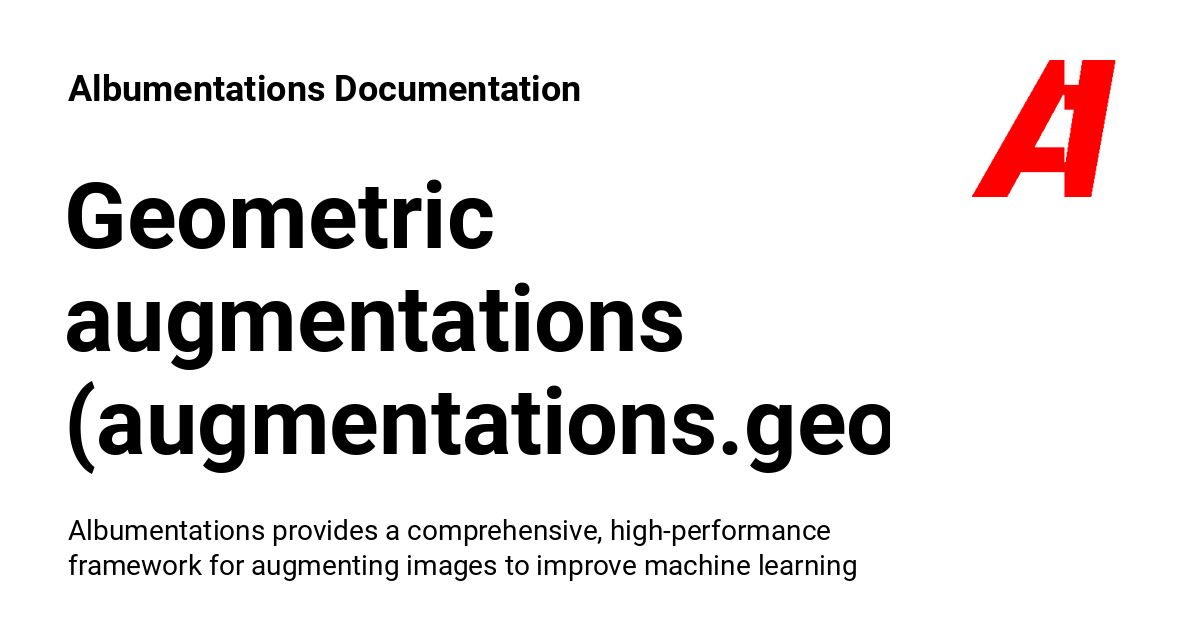 Albumentations Documentation
Geometric
augmentations
(augmentations.geo
Albumentations provides a comprehensive, high-performance
framework for augmenting images to improve machine learning